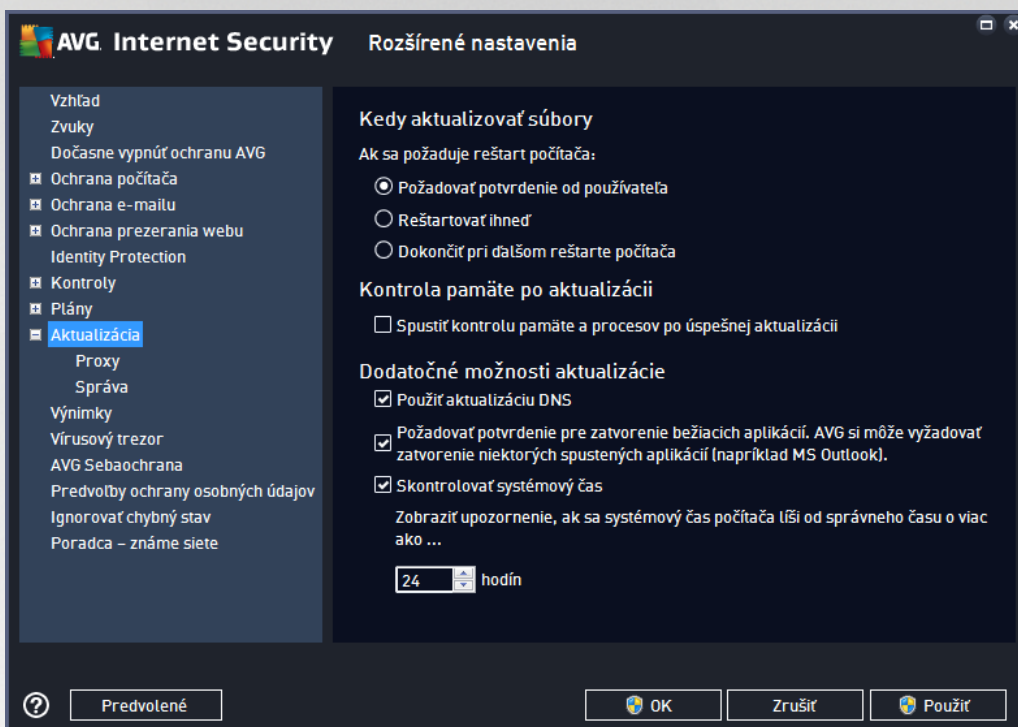 AVG. Internet Security
Rozšírené nastavenia
Vzhľad
Zvuky
Dočasne vypnúť ochranu AVG
Ochrana počítača
Ochrana e-mailu
Ochrana prezerania webu
Identity Protection
Kontroly
Plány
Aktualizácia
Proxy
Správa
Výnimky
Vírusový trezor
AVG Sebaochrana
Predvoľby ochrany osobných údajov
Ignorovať chybný stav
Poradca – známe siete
Kedy aktualizovať súbory
Ak sa požaduje reštart počítača:
Požadovať potvrdenie od používateľa
Reštartovať ihneď
Dokončiť pri ďalšom reštarte počítača
Kontrola pamäte po aktualizácii
Spustiť kontrolu pamäte a procesov po úspešnej aktualizácii
Dodatočné možnosti aktualizácie
Použiť aktualizáciu DNS
Požadovať potvrdenie pre zatvorenie bežiacich aplikácií. AVG si môže vyžadovať
zatvorenie niektorých spustených aplikácií (napríklad MS Outlook).
Skontrolovať systémový čas
Zobraziť upozornenie, ak sa systémový čas počítača líši od správneho času o viac
ako ...
24 hodín
Predvolené
OK
Zrušiť
Použiť